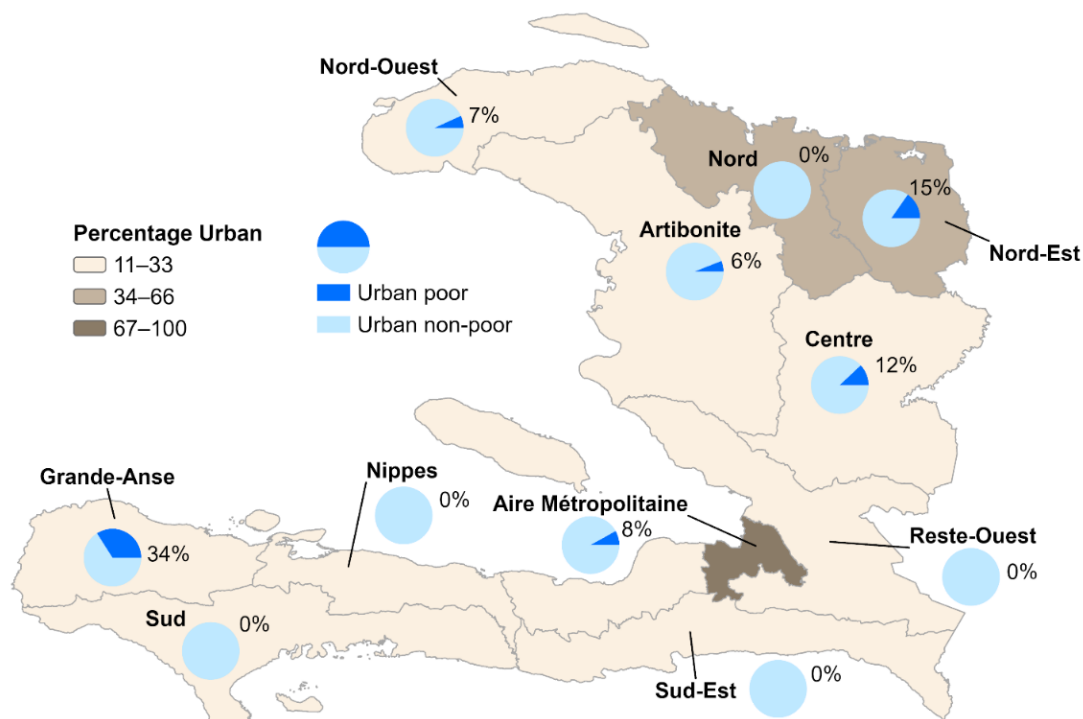 Nord-Ouest
7%
Nord
0%
15%
Nord-Est
Percentage Urban
11–33
34–66
67–100
Urban poor
Urban non-poor
Artibonite
6%
Centre
12%
Grande-Anse
34%
Nippes
0%
Aire Métropolitaine
8%
Reste-Ouest
0%
Sud
0%
Sud-Est
0%